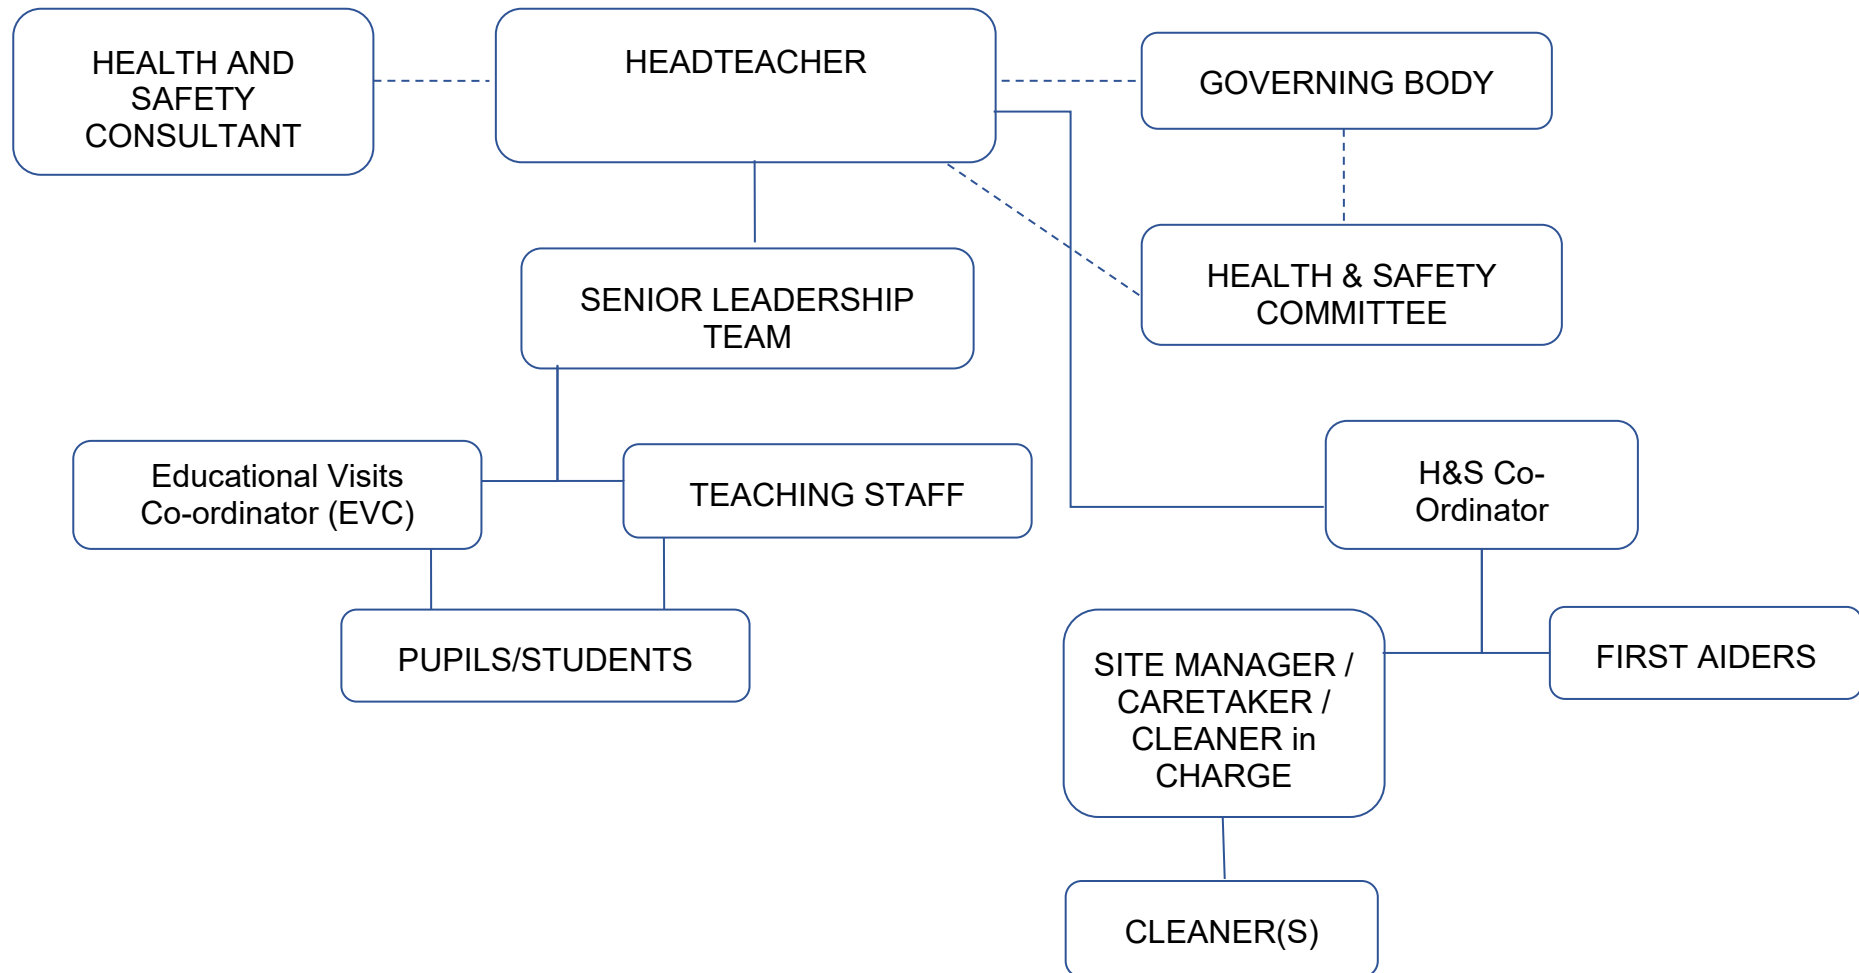 HEALTH AND
SAFETY
CONSULTANT
HEADTEACHER
GOVERNING BODY
HEALTH & SAFETY
COMMITTEE
SENIOR LEADERSHIP
TEAM
Educational Visits
Co-ordinator (EVC)
TEACHING STAFF
H&S Co-
Ordinator
PUPILS/STUDENTS
SITE MANAGER /
CARETAKER /
CLEANER in
CHARGE
FIRST AIDERS
CLEANER(S)